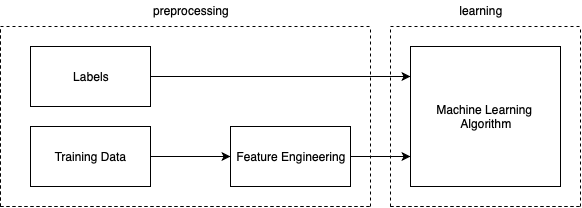 preprocessing
learning
Labels
Training Data
Feature Engineering
Machine Learning
Algorithm